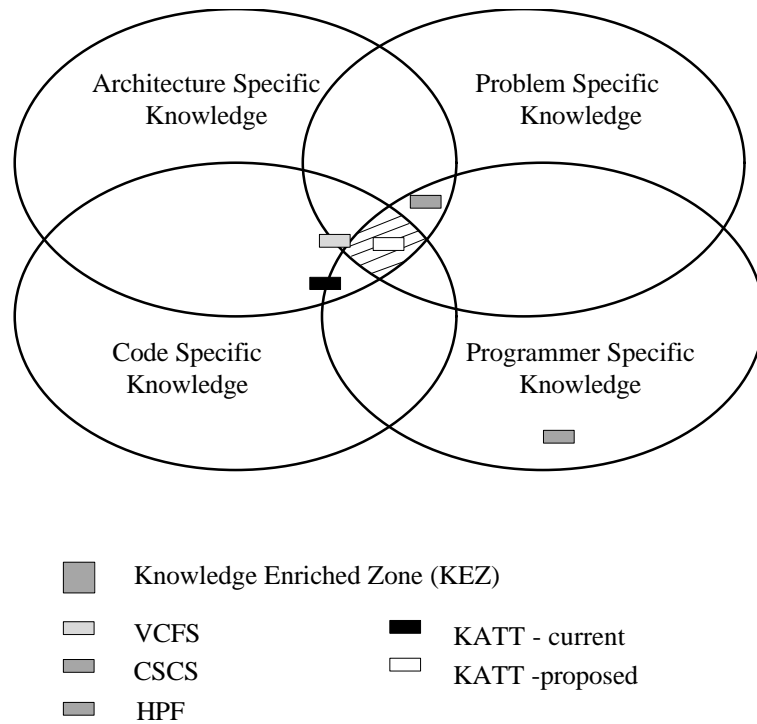 Architecture Specific
Knowledge
Problem Specific
Knowledge
Code Specific
Knowledge
Programmer Specific
Knowledge
Knowledge Enriched Zone (KEZ)
VCFS
CSCS
HPF
KATT - current
KATT -proposed